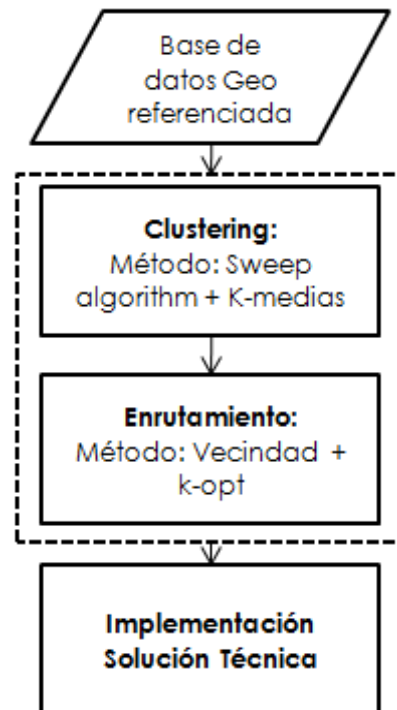 Base de
datos Geo
referenciada
Clustering:
Método: Sweep
algorithm + K-medias
Enrutamiento:
Método: Vecindad +
k-opt
Implementación
Solución Técnica